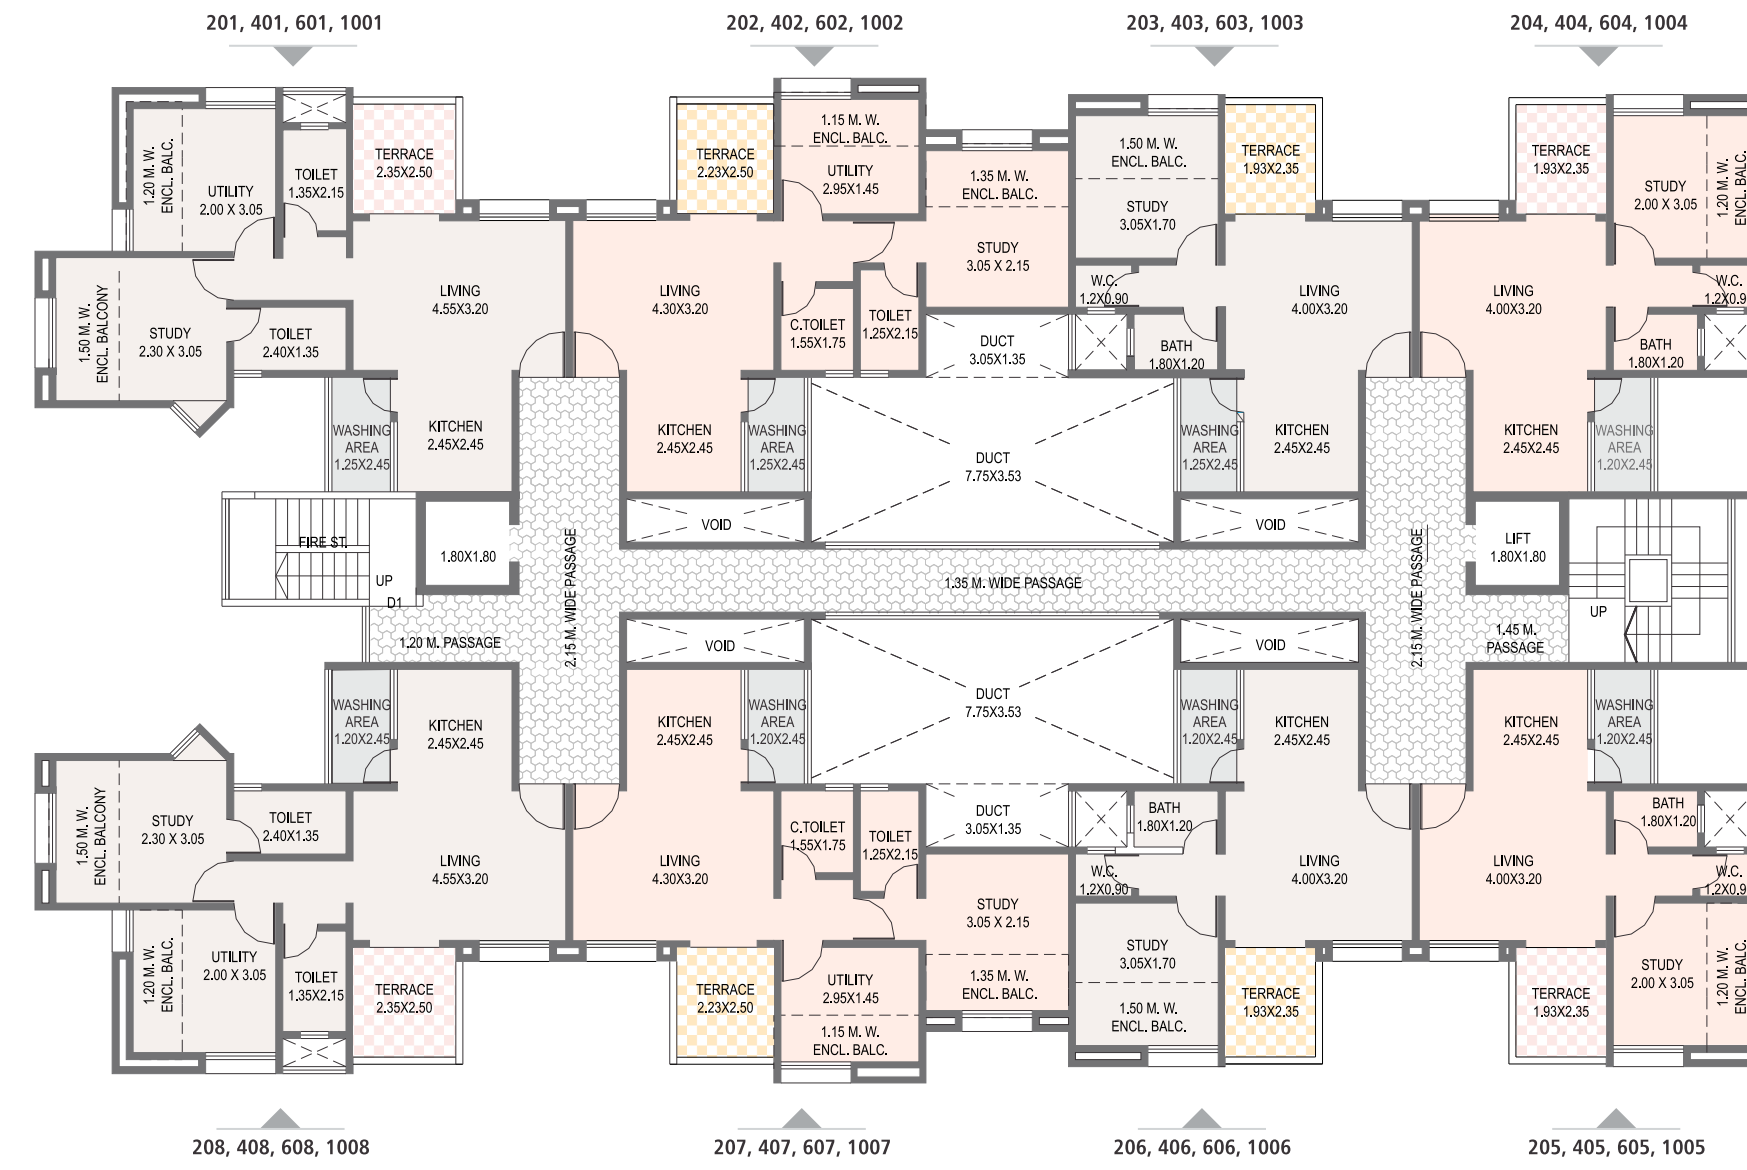 201, 401, 601, 1001
202, 402, 602, 1002
203, 403, 603, 1003
204, 404, 604, 1004
1.20 M. W.
ENCL. BALC.
UTILITY
2.00 X 3.05
TOILET
1.35X2.15
TERRACE
2.35X2.50
1.50 M. W.
ENCL. BALCONY
STUDY
2.30 X 3.05
TOILET
2.40X1.35
LIVING
4.55X3.20
WASHING
AREA
1.25X2.45
KITCHEN
2.45X2.45
TERRACE
2.23X2.50
1.15 M. W.
ENCL. BALC.
UTILITY
2.95X1.45
1.35 M. W.
ENCL. BALC.
STUDY
3.05 X 2.15
LIVING
4.30X3.20
C.TOILET
1.55X1.75
TOILET
1.25X2.15
KITCHEN
2.45X2.45
WASHING
AREA
1.25X2.45
DUCT
3.05X1.35
DUCT
7.75X3.53
1.50 M. W.
ENCL. BALC.
STUDY
3.05X1.70
TERRACE
1.93X2.35
W.C.
1.2X0.90
BATH
1.80X1.20
LIVING
4.00X3.20
WASHING
AREA
1.25X2.45
KITCHEN
2.45X2.45
TERRACE
1.93X2.35
STUDY
2.00 X 3.05
1.20 M. W.
ENCL. BALC.
LIVING
4.00X3.20
W.C.
1.2X0.9
BATH
1.80X1.20
KITCHEN
2.45X2.45
WASHING
AREA
1.20X2.45
FIRE ST.
UP
D1
1.80X1.80
1.20 M. PASSAGE
2.15 M. WIDE PASSAGE
VOID
VOID
1.35 M. WIDE PASSAGE
VOID
VOID
2.15 M. WIDE PASSAGE
LIFT
1.80X1.80
1.45 M.
PASSAGE
UP
WASHING
AREA
1.20X2.45
KITCHEN
2.45X2.45
STUDY
2.30 X 3.05
1.50 M. W.
ENCL. BALCONY
TOILET
2.40X1.35
LIVING
4.55X3.20
1.20 M. W.
ENCL. BALC.
UTILITY
2.00 X 3.05
TOILET
1.35X2.15
TERRACE
2.35X2.50
KITCHEN
2.45X2.45
WASHING
AREA
1.20X2.45
LIVING
4.30X3.20
C.TOILET
1.55X1.75
TOILET
1.25X2.15
TERRACE
2.23X2.50
UTILITY
2.95X1.45
1.15 M. W.
ENCL. BALC.
DUCT
7.75X3.53
DUCT
3.05X1.35
STUDY
3.05 X 2.15
1.35 M. W.
ENCL. BALC.
WASHING
AREA
1.20X2.45
KITCHEN
2.45X2.45
BATH
1.80X1.20
W.C.
1.2X0.90
LIVING
4.00X3.20
STUDY
3.05X1.70
1.50 M. W.
ENCL. BALC.
TERRACE
1.93X2.35
KITCHEN
2.45X2.45
WASHING
AREA
1.20X2.45
LIVING
4.00X3.20
BATH
1.80X1.20
W.C.
1.2X0.9
TERRACE
1.93X2.35
STUDY
2.00 X 3.05
1.20 M. W.
ENCL. BALC.
208, 408, 608, 1008
207, 407, 607, 1007
206, 406, 606, 1006
205, 405, 605, 1005